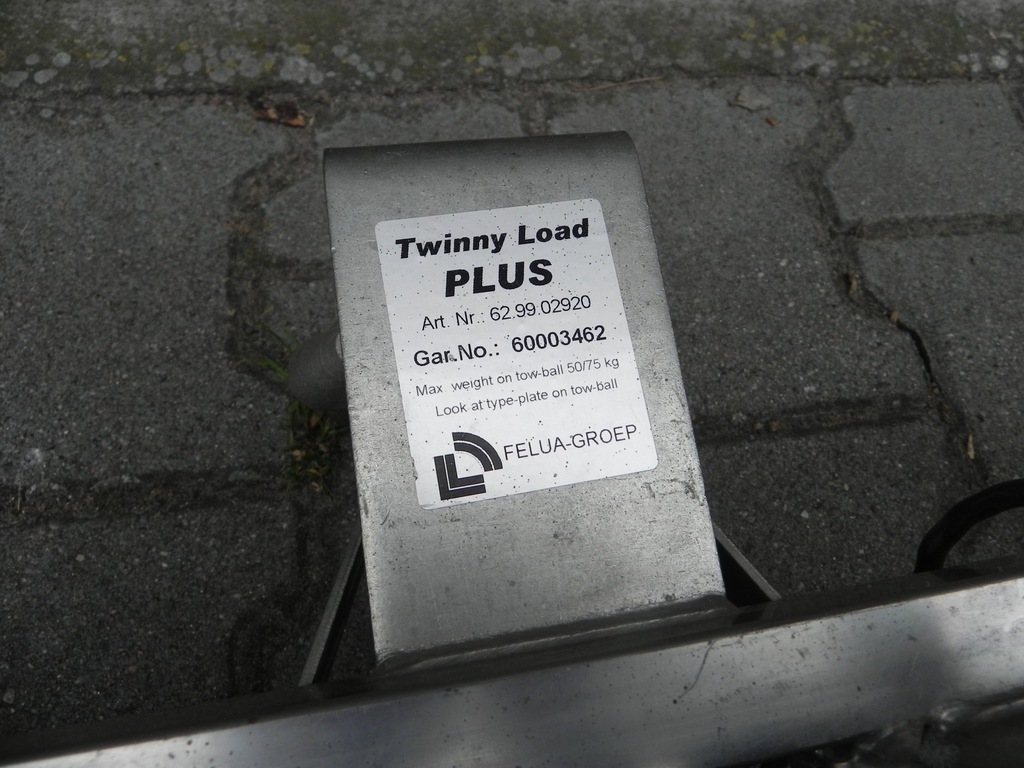 Twinny Load
PLUS
Art. Nr.: 62.99.02920
Gar.No.: 60003462
Max weight on tow-ball 50/75 kg
Look at type-plate on tow-ball
FELUA-GROEP